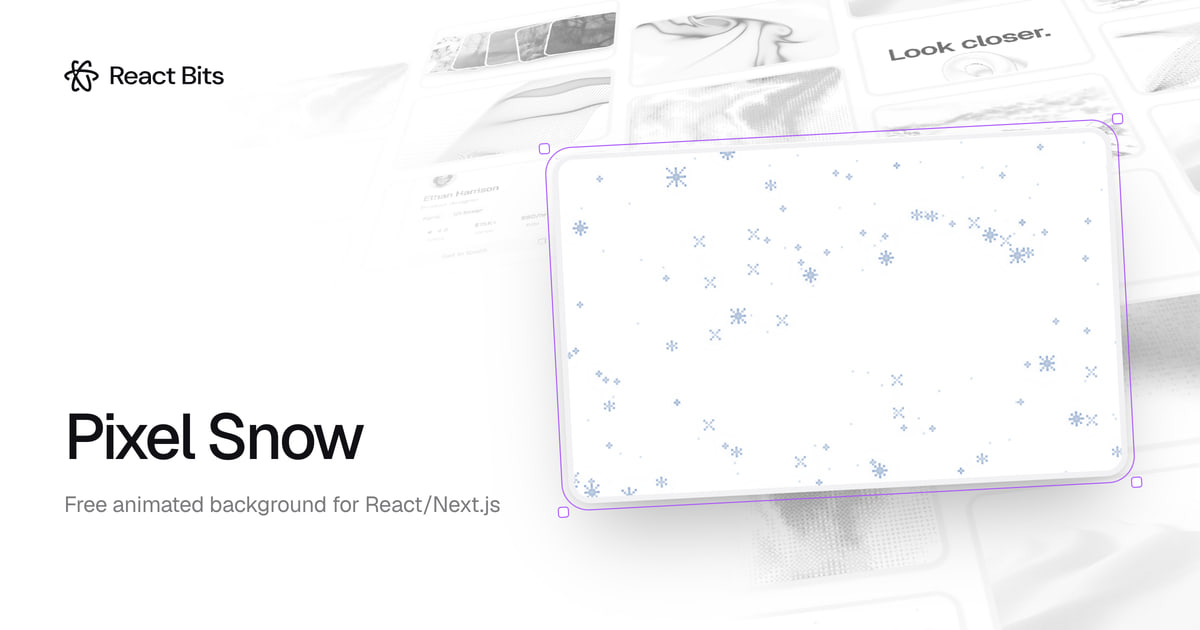 React Bits
Look closer.
Ethan Harrison
Pixel Snow
Free animated background for React/Next.js